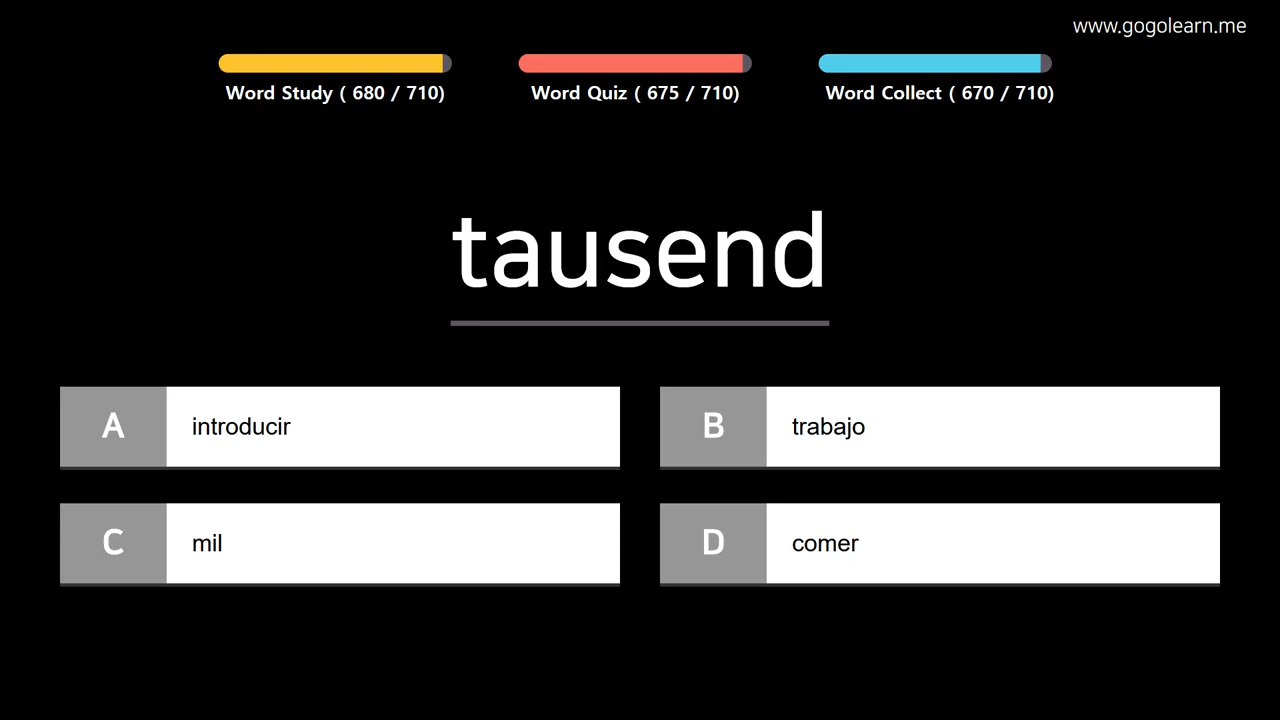 www.gogolearn.me
Word Study ( 680 / 710)
Word Quiz ( 675 / 710)
Word Collect ( 670 / 710)
tausend
A
introducir
B
trabajo
C
mil
D
comer